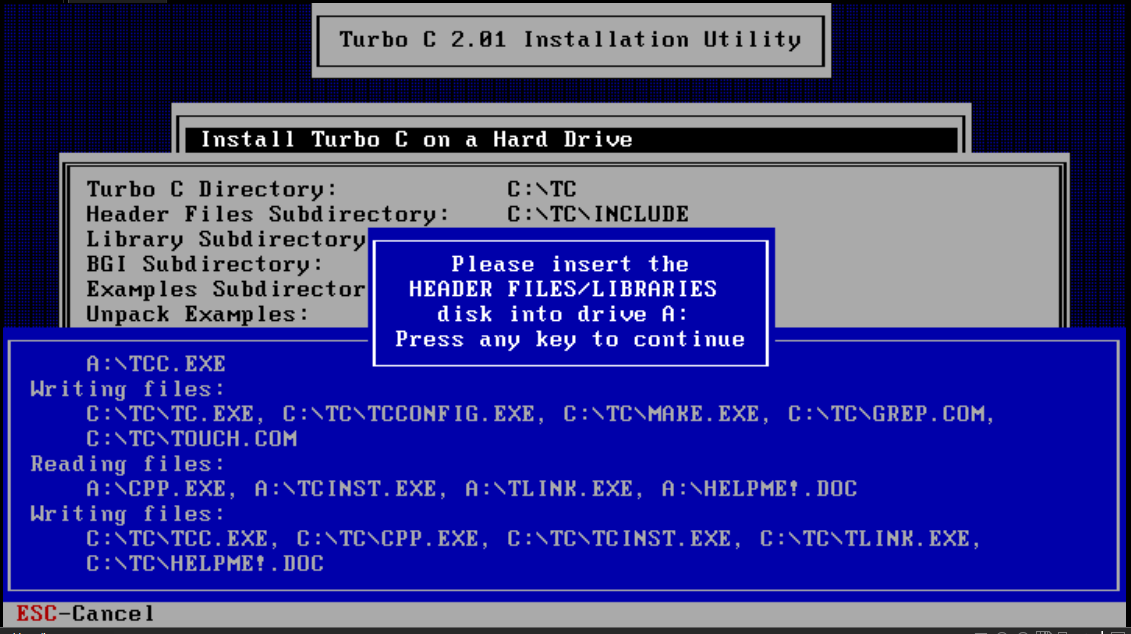 Turbo C 2.01 Installation Utility
Install Turbo C on a Hard Drive
Turbo C Directory: C:\TC
Header Files Subdirectory: C:\TC\INCLUDE
Library Subdirectory
BGI Subdirectory:
Examples Subdirector
Unpack Examples:
Please insert the
HEADER FILES/LIBRARIES
disk into drive A:
Press any key to continue
A:\TCC.EXE
Writing files:
C:\TC\TC.EXE, C:\TC\TCCONFIG.EXE, C:\TC\MAKE.EXE, C:\TC\GREP.COM,
C:\TC\TOUCH.COM
Reading files:
A:\CPP.EXE, A:\TCINST.EXE, A:\TLINK.EXE, A:\HELPME!.DOC
Writing files:
C:\TC\TCC.EXE, C:\TC\CPP.EXE, C:\TC\TCINST.EXE, C:\TC\TLINK.EXE,
C:\TC\HELPME!.DOC
ESC-Cancel